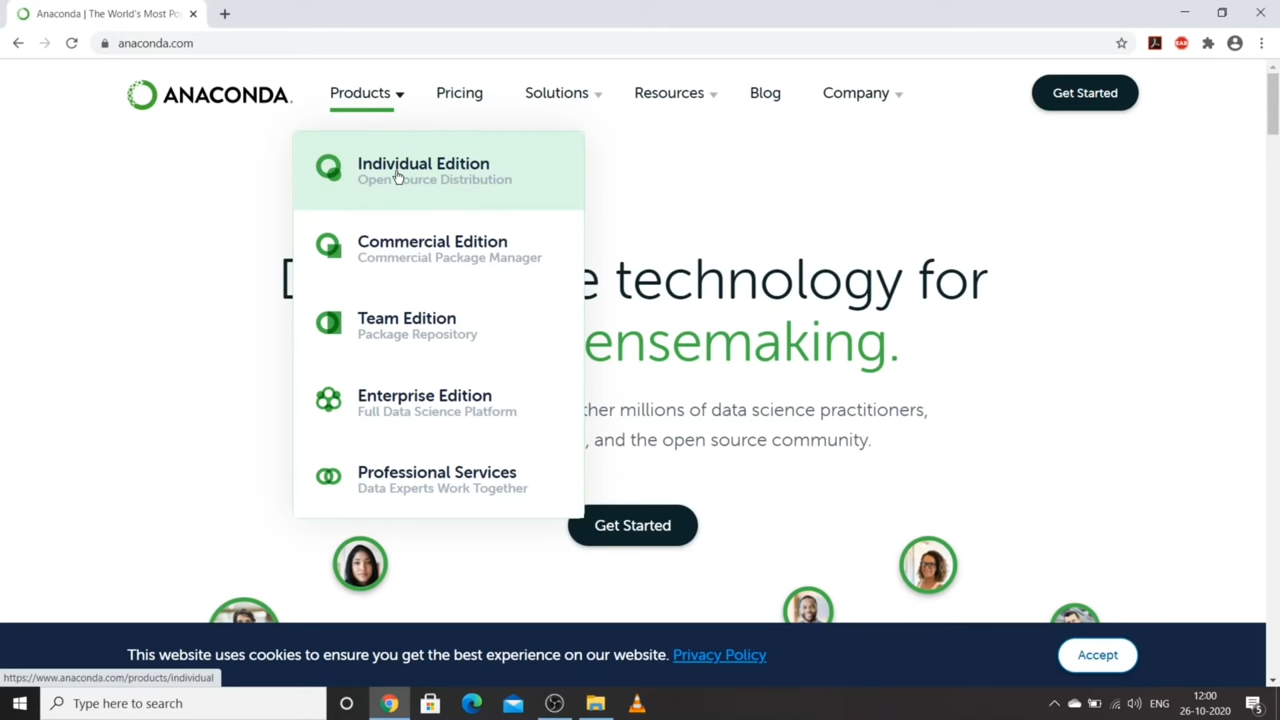 Anaconda | The World's Most Po
anaconda.com
ANACONDA.
Products
Pricing
Solutions
Resources
Blog
Company
Get Started
Individual Edition
Open Source Distribution
Commercial Edition
Commercial Package Manager
Team Edition
Package Repository
Enterprise Edition
Full Data Science Platform
Professional Services
Data Experts Work Together
e technology for
ensemaking.
ther millions of data science practitioners,
, and the open source community.
Get Started
This website uses cookies to ensure you get the best experience on our website. Privacy Policy
Accept
https://www.anaconda.com/products/individual
Type here to search
ENG
12:00
26-10-2020
5